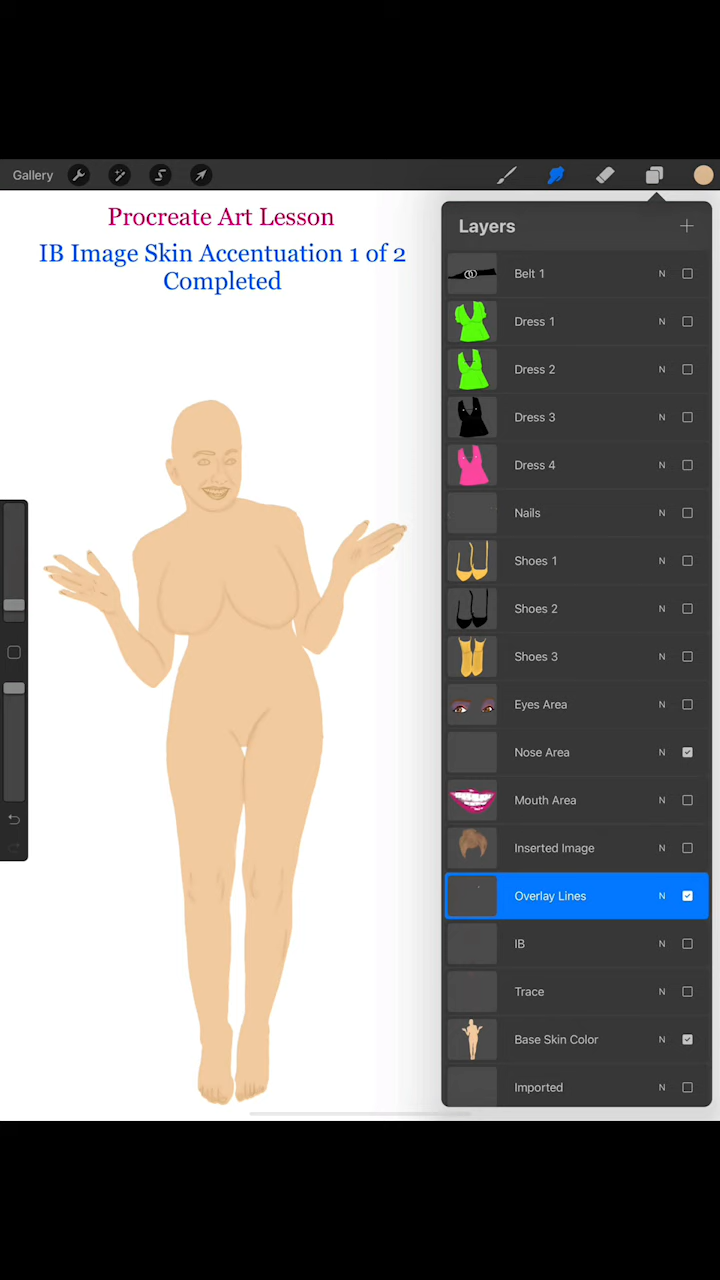 Gallery
Procreate Art Lesson
IB Image Skin Accentuation 1 of 2
Completed
Layers
Belt 1 N
Dress 1 N
Dress 2 N
Dress 3 N
Dress 4 N
Nails N
Shoes 1 N
Shoes 2 N
Shoes 3 N
Eyes Area N
Nose Area N
Mouth Area N
Inserted Image N
Overlay Lines N
IB N
Trace N
Base Skin Color N
Imported N